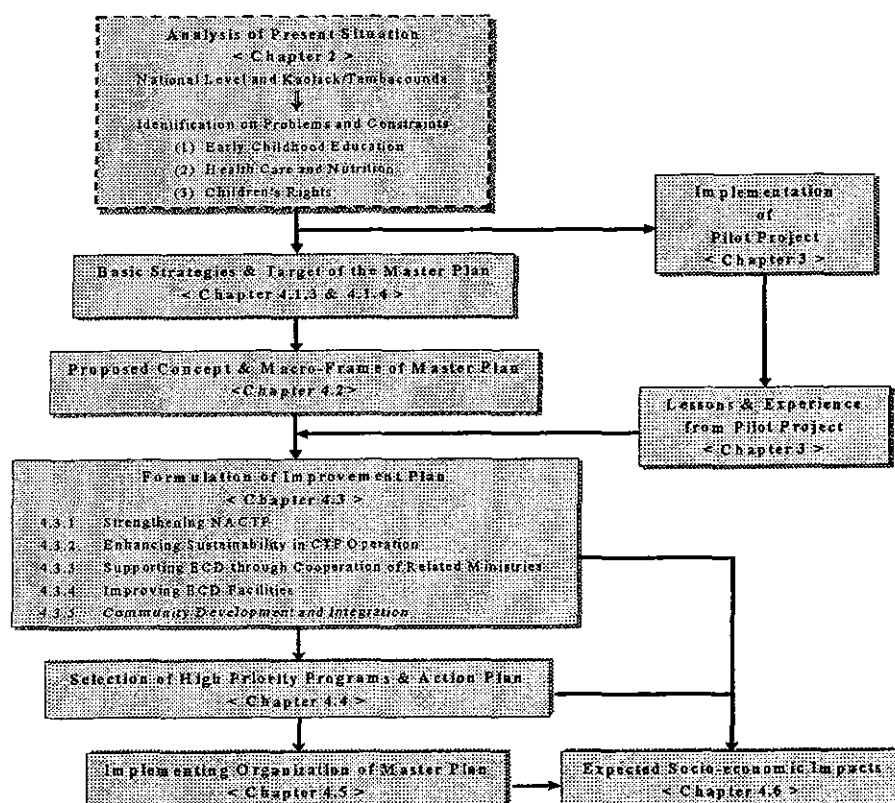 Analysis of Present Situation
< Chapter 2 >
National Level and Kaolack/Tambacounda
Identification on Problems and Constraints
(1) Early Childhood Education
(2) Health Care and Nutrition
(3) Children's Rights
Implementation
of
Pilot Project
< Chapter 3 >
Basic Strategies & Target of the Master Plan
< Chapter 4.1.3 & 4.1.4 >
Proposed Concept & Macro-Frame of Master Plan
<Chapter 4.2>
Lessons & Experience
from Pilot Project
< Chapter 3 >
Formulation of Improvement Plan
< Chapter 4.3 >
4.3.1 Strengthening NACTP
4.3.2 Enhancing Sustainability in CTP Operation
4.3.3 Supporting ECD through Cooperation of Related Ministries
4.3.4 Improving ECD Facilities
4.3.5 Community Development and Integration
Selection of High Priority Programs & Action Plan
< Chapter 4.4 >
Implementing Organization of Master Plan
< Chapter 4.5 >
Expected Socio-economic Impacts
< Chapter 4.6 >